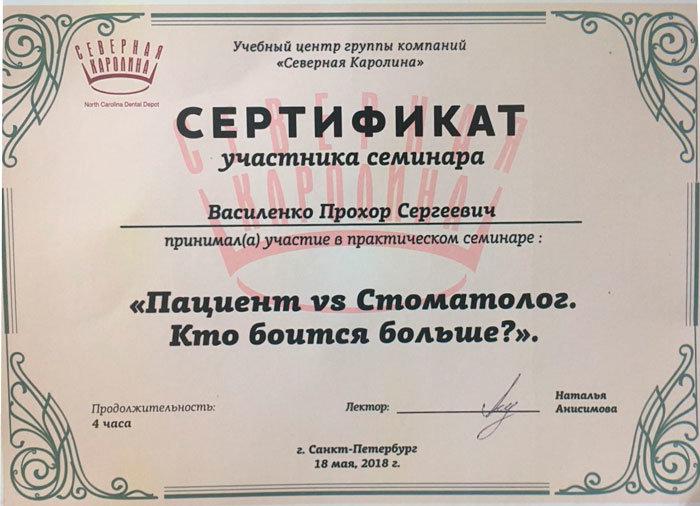 СЕВЕРНАЯ
КАРОЛИНА
North Carolina Dental Depot
Учебный центр группы компаний
«Северная Каролина»
СЕРТИФИКАТ
участника семинара
СЕВЕРНАЯ
КАРОЛИНА
Василенко Прохор Сергеевич
принимал(а) участие в практическом семинаре :
«Пациент vs Стоматолог.
Кто боится больше?».
Продолжительность:
4 часа
Лектор:
Наталья
Анисимова
г. Санкт-Петербург
18 мая, 2018 г.